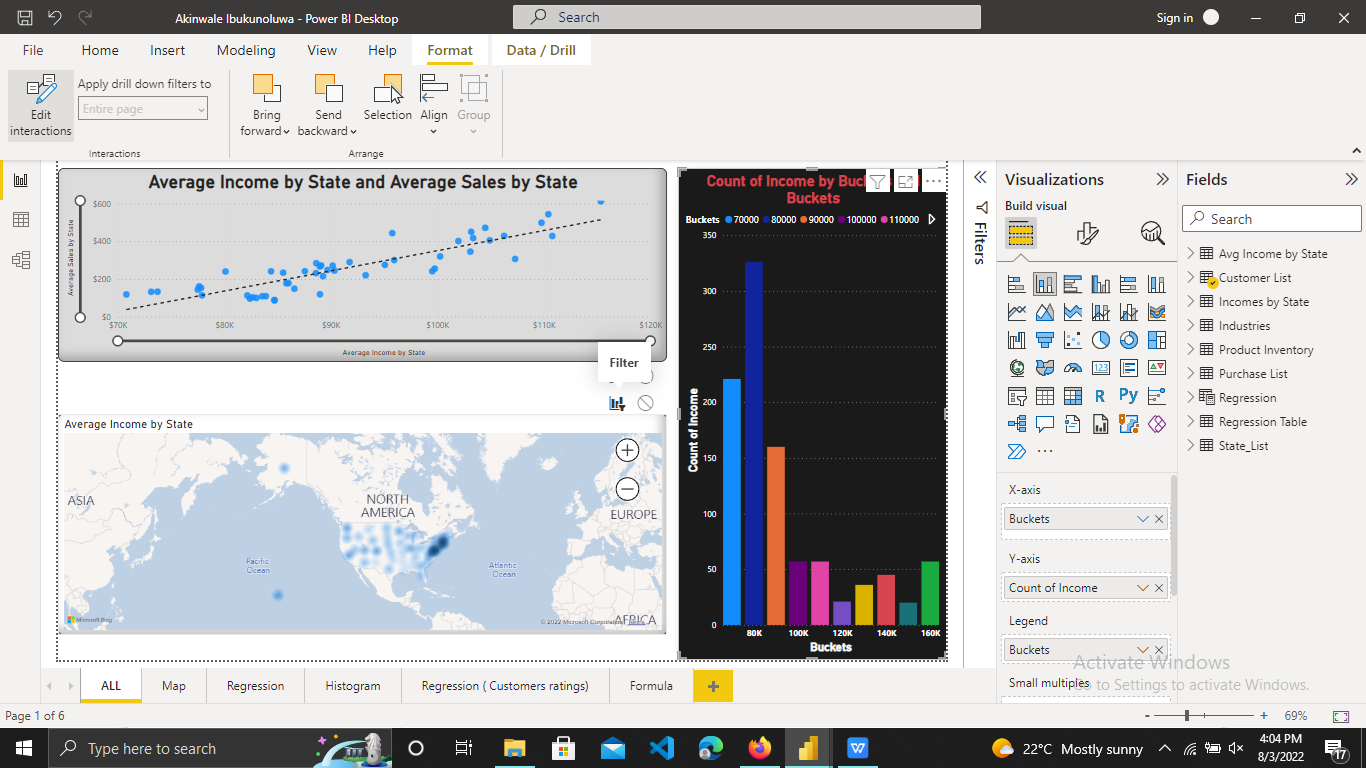 Akinwale Ibukunoluwa - Power BI Desktop
Search
Sign in
File Home Insert Modeling View Help Format Data / Drill
Edit interactions
Apply drill down filters to
Entire page
Interactions
Bring forward
Send backward
Selection
Align
Group
Arrange
Average Income by State and Average Sales by State
Average Sales by State
$600
$400
$200
$0
$70K $80K $90K $100K $110K $120K
Average Income by State
Filter
Average Income by State
ASIA
NORTH AMERICA
EUROPE
Pacific Ocean
Atlantic Ocean
AFRICA
Microsoft Bing
© 2022 Microsoft Corporation
Count of Income by
Buckets
Buckets 70000 80000 90000 100000 110000
Count of Income
350
300
250
200
150
100
50
0
80K 100K 120K 140K 160K
Buckets
Filters
Visualizations
Build visual
R Py
123
X-axis
Buckets
Y-axis
Count of Income
Legend
Buckets
Small multiples
Fields
Search
Avg Income by State
Customer List
Incomes by State
Industries
Product Inventory
Purchase List
Regression
Regression Table
State_List
Activate Windows
Go to Settings to activate Windows.
ALL Map Regression Histogram Regression ( Customers ratings) Formula
Page 1 of 6
69%
Type here to search
22°C Mostly sunny
4:04 PM
8/3/2022
17